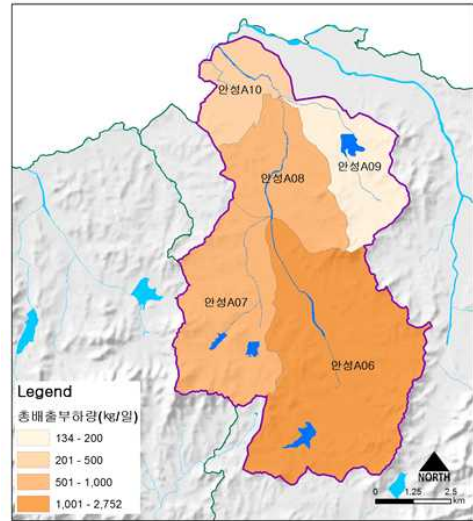 안성A10
안성A09
안성A08
안성A07
안성A06
Legend
총배출부하량(㎏/일)
134 - 200
201 - 500
501 - 1,000
1,001 - 2,752
NORTH
0 1.25 2.5
km